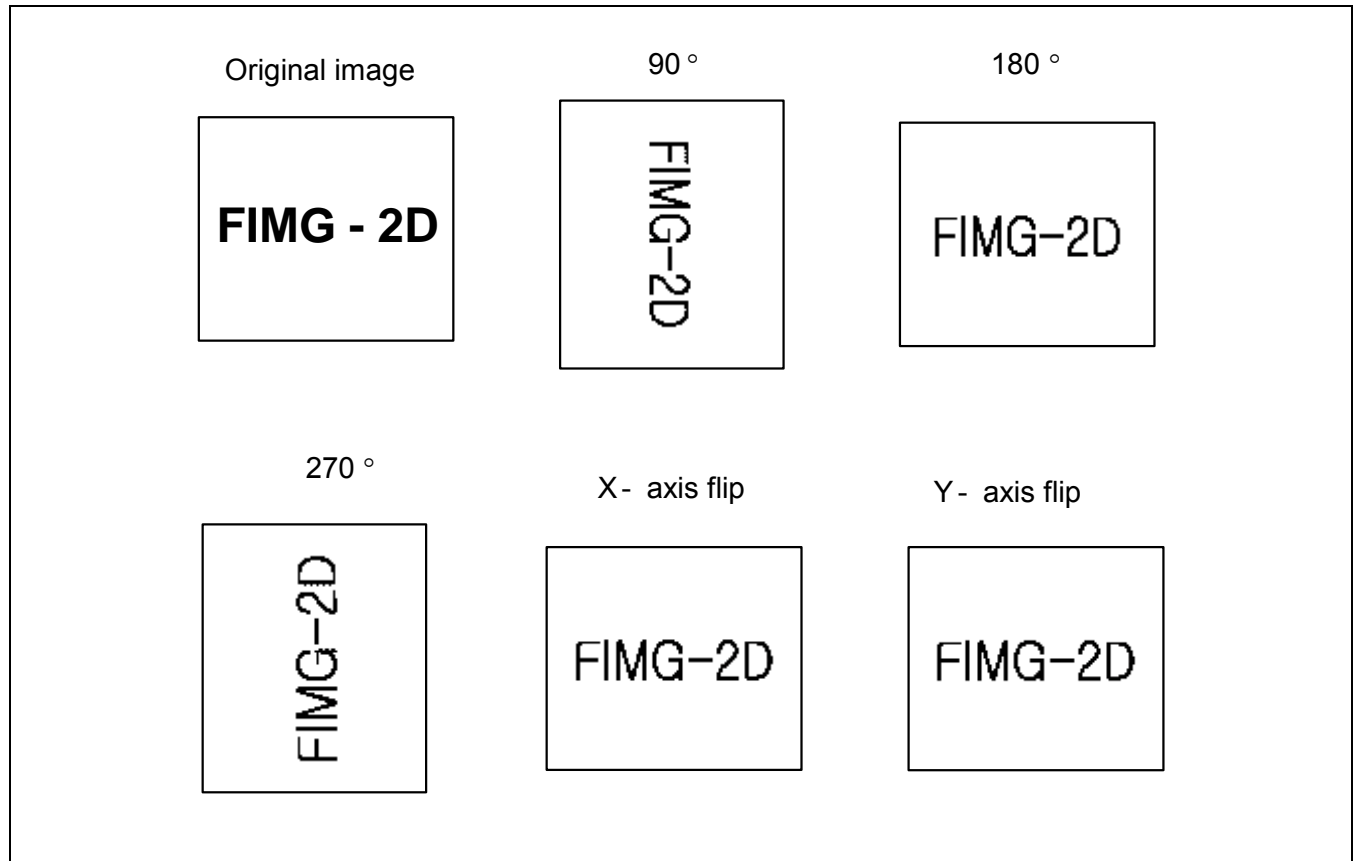 Original image
90 °
180 °
FIMG - 2D
FIMG-2D
FIMG-2D
270 °
X - axis flip
Y - axis flip
FIMG-2D
FIMG-2D
FIMG-2D